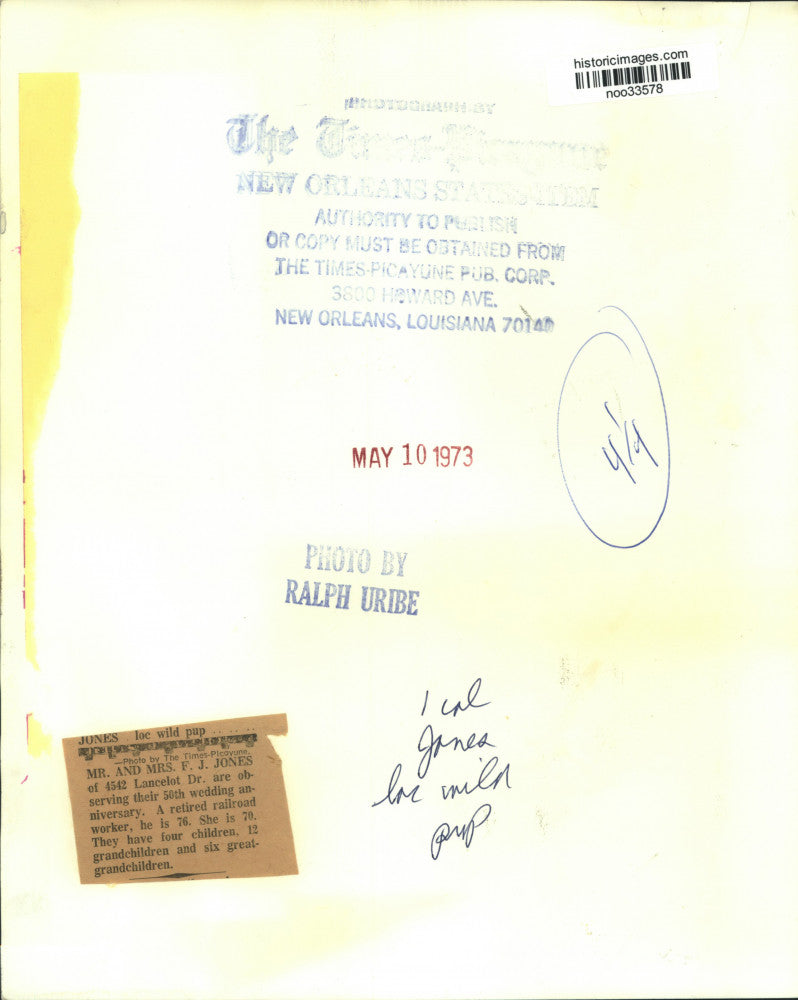 historicimages.com
noo33578
PHOTOGRAPH BY
The Times-Picayune
NEW ORLEANS STATES-ITEM
AUTHORITY TO PUBLISH
OR COPY MUST BE OBTAINED FROM
THE TIMES-PICAYUNE PUB. CORP.
3800 HOWARD AVE.
NEW ORLEANS, LOUISIANA 70140
MAY 10 1973
PHOTO BY
RALPH URIBE
1 col
Jones
loc wild
pup
JONES loc wild pup . . . . . .
—Photo by The Times-Picayune.
MR. AND MRS. F. J. JONES
of 4542 Lancelot Dr. are ob-
serving their 50th wedding an-
niversary. A retired railroad
worker, he is 76. She is 70.
They have four children, 12
grandchildren and six great-
grandchildren.